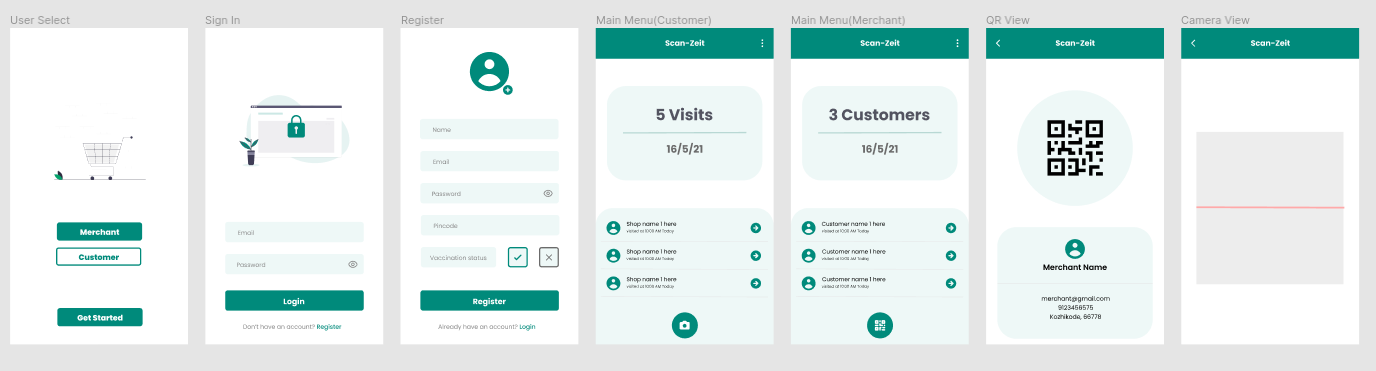 User Select
Merchant
Customer
Get Started
Sign In
Email
Password
Login
Don't have an account? Register
Register
Name
Email
Password
Pincode
Vaccination status
Register
Already have an account? Login
Main Menu(Customer)
Scan-Zeit
5 Visits
16/5/21
Shop name 1 here
visited at 10:00 AM Today
Shop name 1 here
visited at 10:00 AM Today
Shop name 1 here
visited at 10:00 AM Today
Main Menu(Merchant)
Scan-Zeit
3 Customers
16/5/21
Customer name 1 here
visited at 10:00 AM Today
Customer name 1 here
visited at 10:00 AM Today
Customer name 1 here
visited at 10:00 AM Today
QR View
Scan-Zeit
Merchant Name
merchant@gmail.com
9123456575
Kozhikode, 66778
Camera View
Scan-Zeit